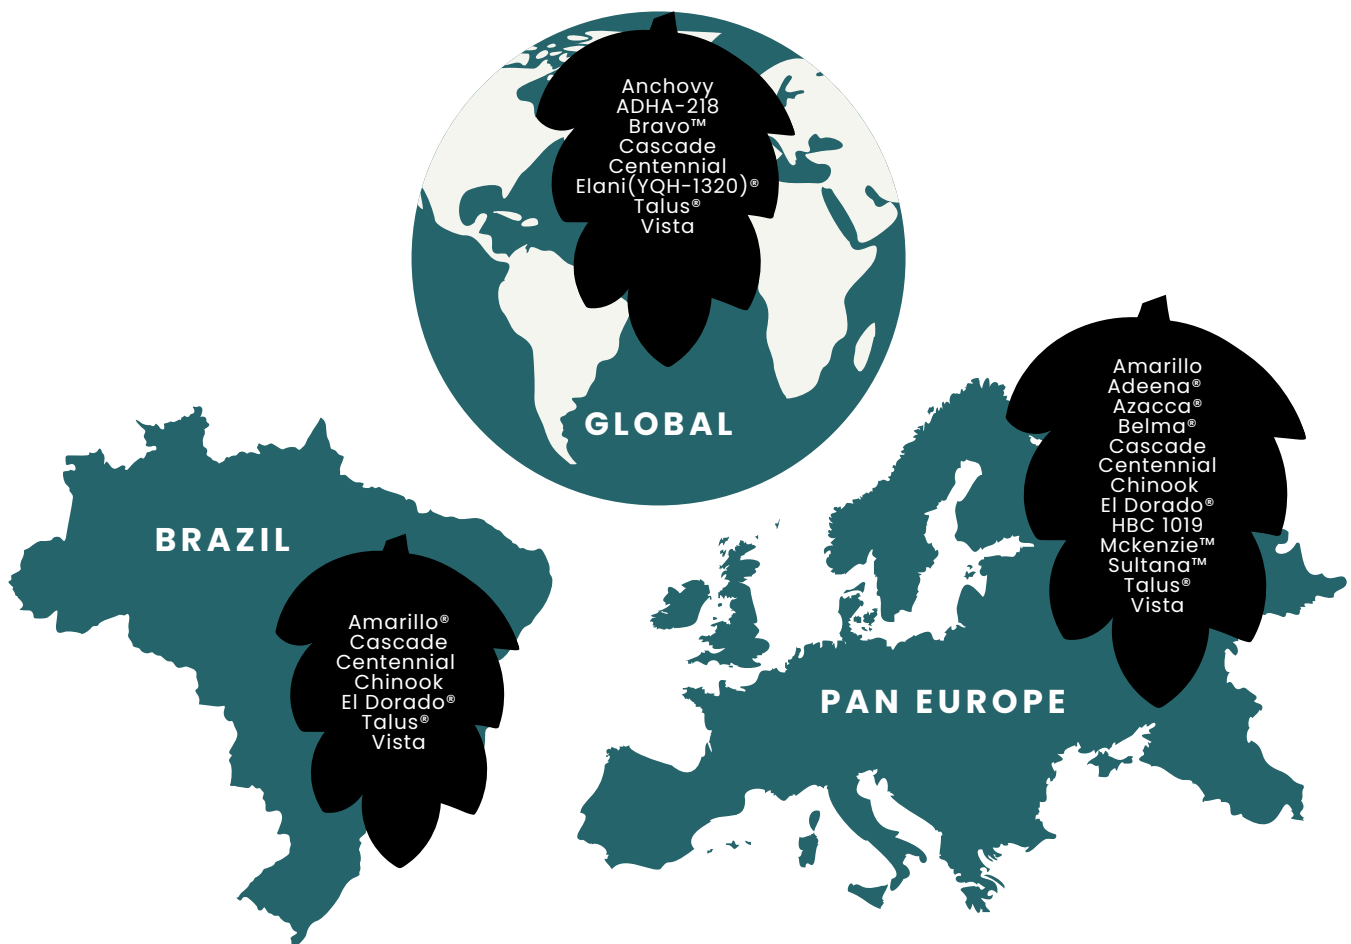 Anchovy
ADHA-218
Bravo™
Cascade
Centennial
Elani(YQH-1320)®
Talus®
Vista
GLOBAL
BRAZIL
Amarillo®
Cascade
Centennial
Chinook
El Dorado®
Talus®
Vista
Amarillo
Adeena®
Azacca®
Belma®
Cascade
Centennial
Chinook
El Dorado®
HBC 1019
Mckenzie™
Sultana™
Talus®
Vista
PAN EUROPE